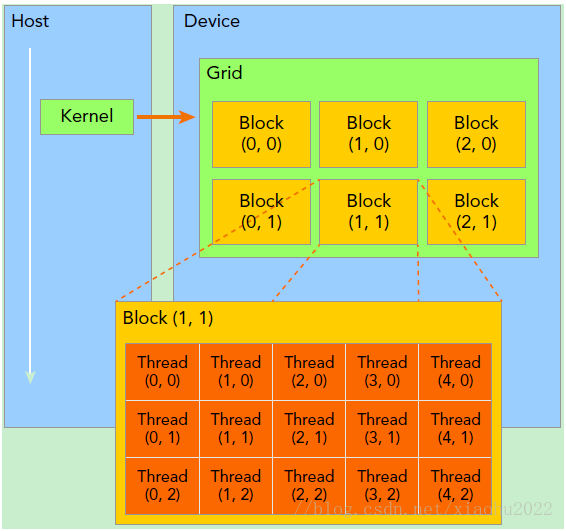 Host
Device
Grid
Kernel
Block
(0, 0)
Block
(1, 0)
Block
(2, 0)
Block
(0, 1)
Block
(1, 1)
Block
(2, 1)
Block (1, 1)
Thread
(0, 0)
Thread
(1, 0)
Thread
(2, 0)
Thread
(3, 0)
Thread
(4, 0)
Thread
(0, 1)
Thread
(1, 1)
Thread
(2, 1)
Thread
(3, 1)
Thread
(4, 1)
Thread
(0, 2)
Thread
(1, 2)
Thread
(2, 2)
Thread
(3, 2)
Thread
(4, 2)